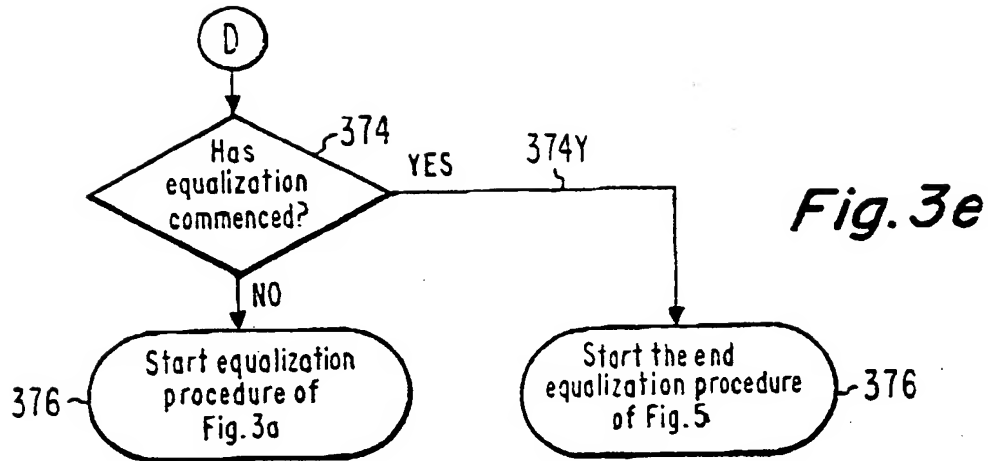 D
374
Has
equalization
commenced?
YES
374Y
Fig. 3e
NO
376
Start equalization
procedure of
Fig. 3a
Start the end
equalization procedure
of Fig. 5
376